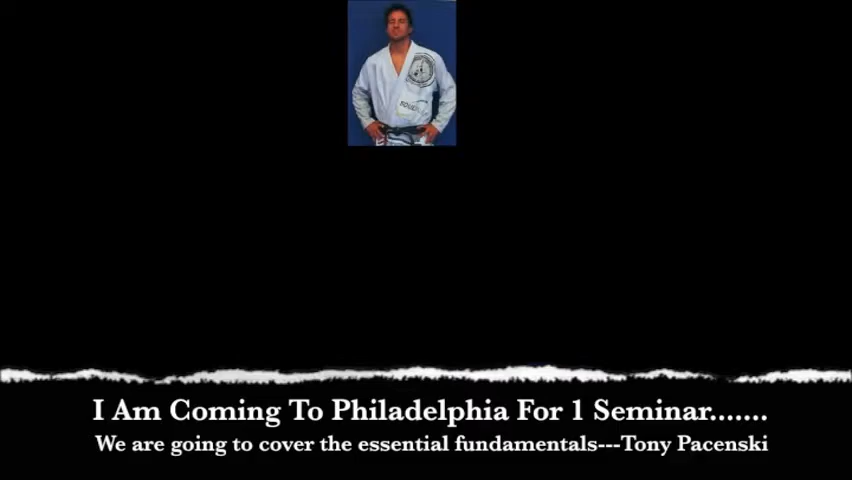 I Am Coming To Philadelphia For 1 Seminar.......
We are going to cover the essential fundamentals---Tony Pacenski